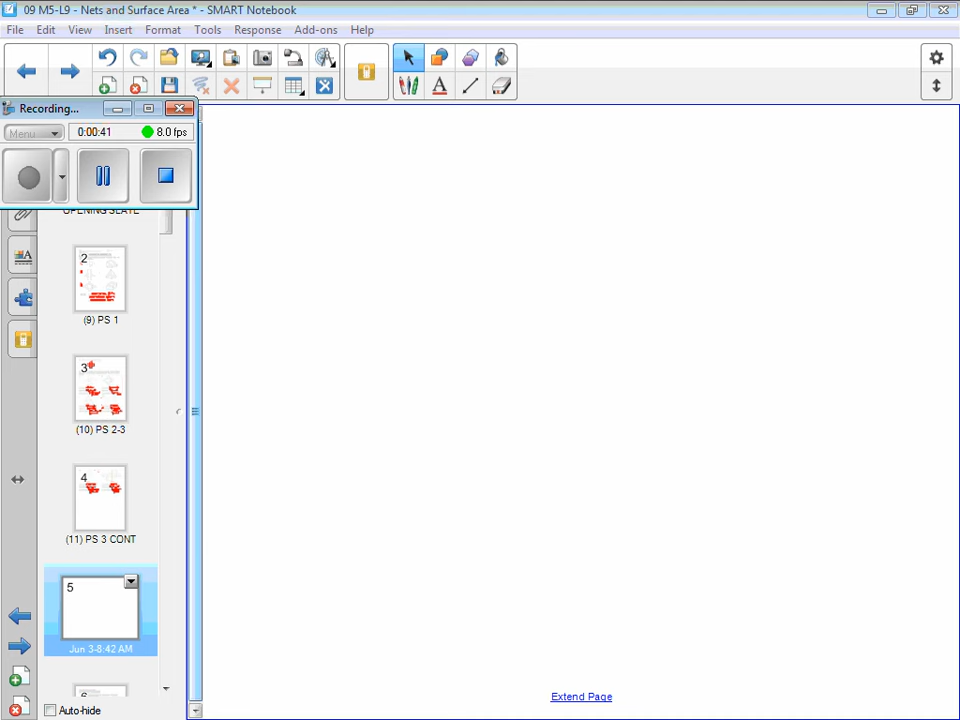 09 M5-L9 - Nets and Surface Area * - SMART Notebook
File Edit View Insert Format Tools Response Add-ons Help
Recording...
Menu 0:00:41 8.0 fps
OPENING SLATE
2
(9) PS 1
3
(10) PS 2-3
4
(11) PS 3 CONT
5
Jun 3-8:42 AM
6
Extend Page
Auto-hide